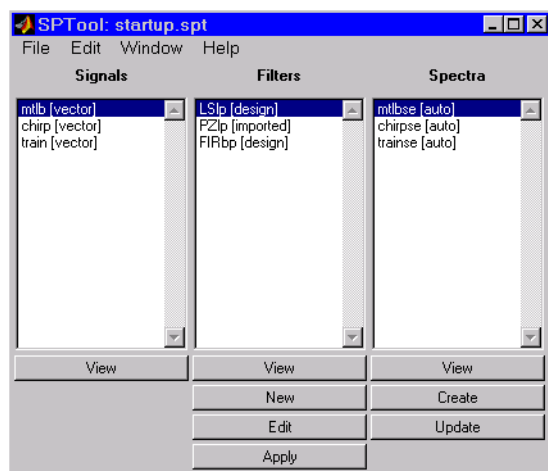 SPTool: startup.spt
File Edit Window Help
Signals Filters Spectra
mtlb [vector] LSlp [design] mtlbse [auto]
chirp [vector] PZlp [imported] chirpse [auto]
train [vector] FIRbp [design] trainse [auto]
View View View
New Create
Edit Update
Apply